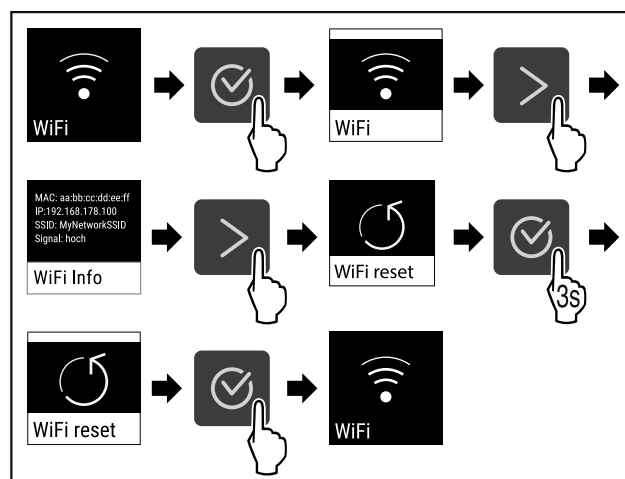 WiFi
WiFi
MAC: aa:bb:cc:dd:ee:ff
IP:192.168.178.100
SSID: MyNetworkSSID
Signal: hoch
WiFi Info
WiFi reset
3s
WiFi reset
WiFi